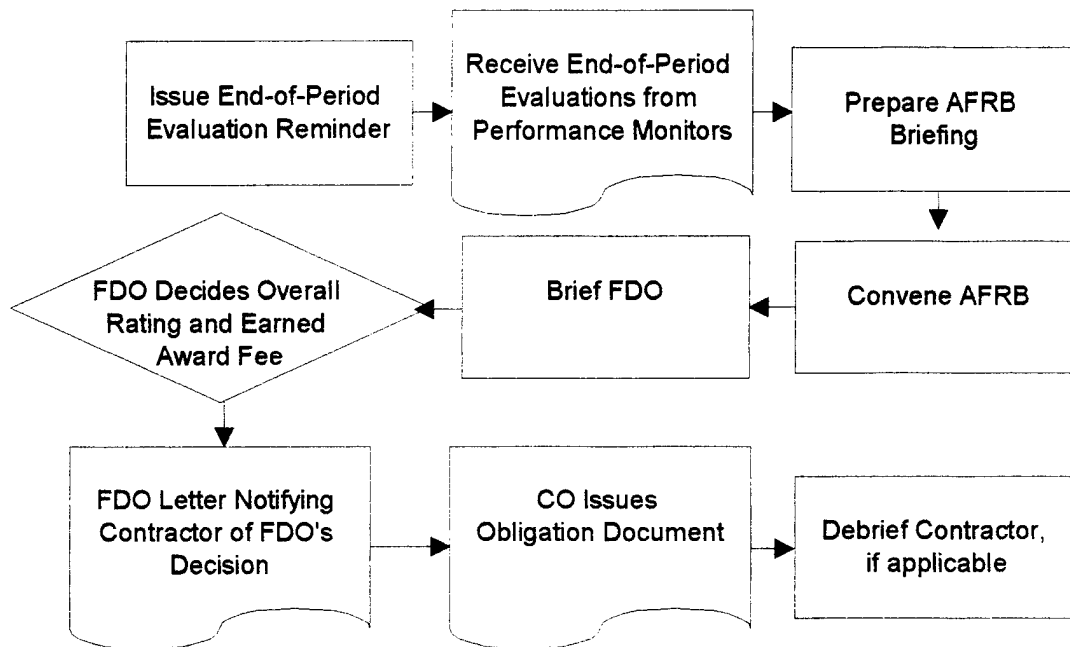 Issue End-of-Period
Evaluation Reminder
Receive End-of-Period
Evaluations from
Performance Monitors
Prepare AFRB
Briefing
Convene AFRB
Brief FDO
FDO Decides Overall
Rating and Earned
Award Fee
FDO Letter Notifying
Contractor of FDO's
Decision
CO Issues
Obligation Document
Debrief Contractor,
if applicable